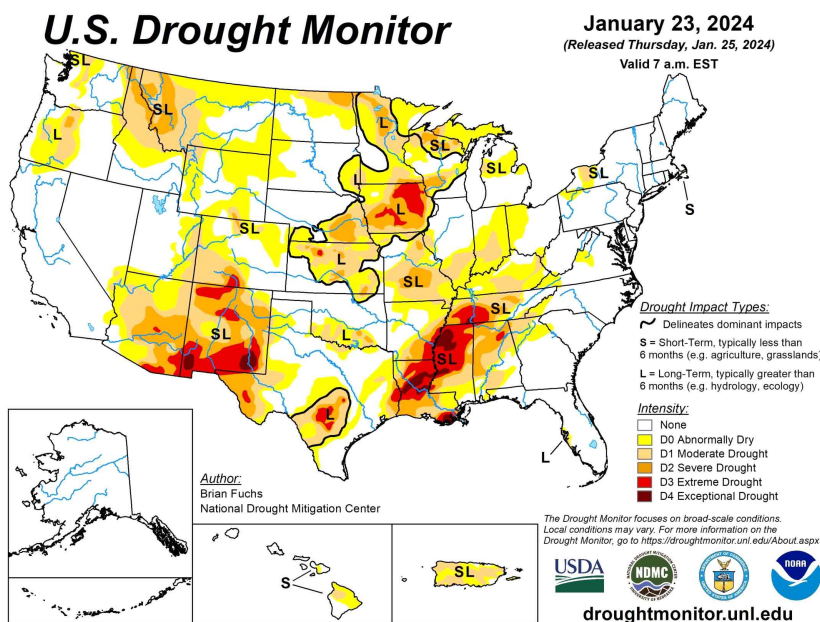 U.S. Drought Monitor
January 23, 2024
(Released Thursday, Jan. 25, 2024)
Valid 7 a.m. EST
SL
SL
L
L
SL
SL
SL
L
L
S
SL
L
SL
SL
SL
SL
L
L
L
Drought Impact Types:
Delineates dominant impacts
S = Short-Term, typically less than
6 months (e.g. agriculture, grasslands)
L = Long-Term, typically greater than
6 months (e.g. hydrology, ecology)
Intensity:
None
D0 Abnormally Dry
D1 Moderate Drought
D2 Severe Drought
D3 Extreme Drought
D4 Exceptional Drought
Author:
Brian Fuchs
National Drought Mitigation Center
S
SL
The Drought Monitor focuses on broad-scale conditions.
Local conditions may vary. For more information on the
Drought Monitor, go to https://droughtmonitor.unl.edu/About.aspx
USDA
NDMC
NOAA
droughtmonitor.unl.edu